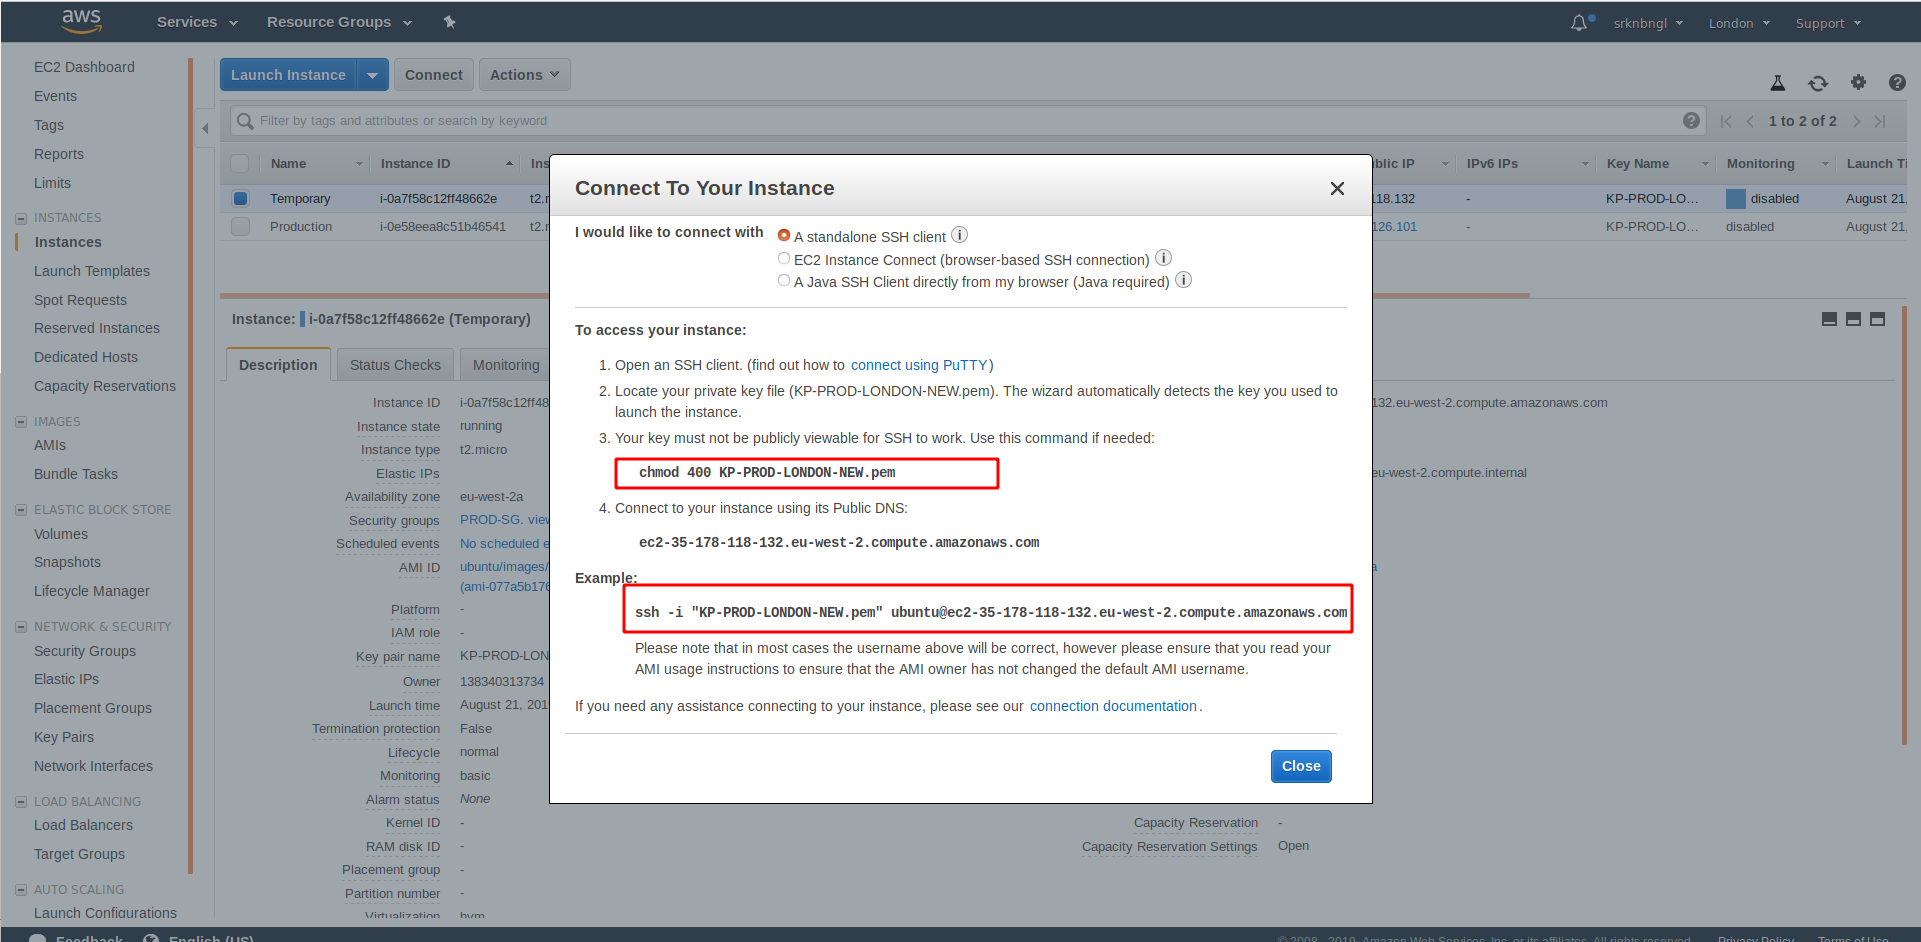 aws Services Resource Groups srknbngl London Support
EC2 Dashboard
Events
Tags
Reports
Limits
INSTANCES
Instances
Launch Templates
Spot Requests
Reserved Instances
Dedicated Hosts
Capacity Reservations
IMAGES
AMIs
Bundle Tasks
ELASTIC BLOCK STORE
Volumes
Snapshots
Lifecycle Manager
NETWORK & SECURITY
Security Groups
Elastic IPs
Placement Groups
Key Pairs
Network Interfaces
LOAD BALANCING
Load Balancers
Target Groups
AUTO SCALING
Launch Configurations
Launch Instance Connect Actions
Filter by tags and attributes or search by keyword
1 to 2 of 2
Name Instance ID Ins blic IP IPv6 IPs Key Name Monitoring Launch Ti
Temporary i-0a7f58c12ff48662e t2.r 118.132 - KP-PROD-LO... disabled August 21,
Production i-0e58eea8c51b46541 t2.r 126.101 - KP-PROD-LO... disabled August 21,
Instance: i-0a7f58c12ff48662e (Temporary)
Description Status Checks Monitoring
Instance ID i-0a7f58c12ff48
132.eu-west-2.compute.amazonaws.com
Instance state running
Instance type t2.micro
Elastic IPs
eu-west-2.compute.internal
Availability zone eu-west-2a
Security groups PROD-SG. view
Scheduled events No scheduled e
AMI ID ubuntu/images/
(ami-077a5b176
a
Platform -
IAM role -
Key pair name KP-PROD-LON
Owner 138340313734
Launch time August 21, 201
Termination protection False
Lifecycle normal
Monitoring basic
Alarm status None
Kernel ID -
Capacity Reservation -
RAM disk ID -
Capacity Reservation Settings Open
Placement group -
Partition number -
Virtualization hvm
Connect To Your Instance
I would like to connect with
A standalone SSH client
EC2 Instance Connect (browser-based SSH connection)
A Java SSH Client directly from my browser (Java required)
To access your instance:
1. Open an SSH client. (find out how to connect using PuTTY)
2. Locate your private key file (KP-PROD-LONDON-NEW.pem). The wizard automatically detects the key you used to
launch the instance.
3. Your key must not be publicly viewable for SSH to work. Use this command if needed:
chmod 400 KP-PROD-LONDON-NEW.pem
4. Connect to your instance using its Public DNS:
ec2-35-178-118-132.eu-west-2.compute.amazonaws.com
Example:
ssh -i "KP-PROD-LONDON-NEW.pem" ubuntu@ec2-35-178-118-132.eu-west-2.compute.amazonaws.com
Please note that in most cases the username above will be correct, however please ensure that you read your
AMI usage instructions to ensure that the AMI owner has not changed the default AMI username.
If you need any assistance connecting to your instance, please see our connection documentation.
Close
Feedback English (US) © 2008 - 2019, Amazon Web Services, Inc. or its affiliates. All rights reserved. Privacy Policy Terms of Use